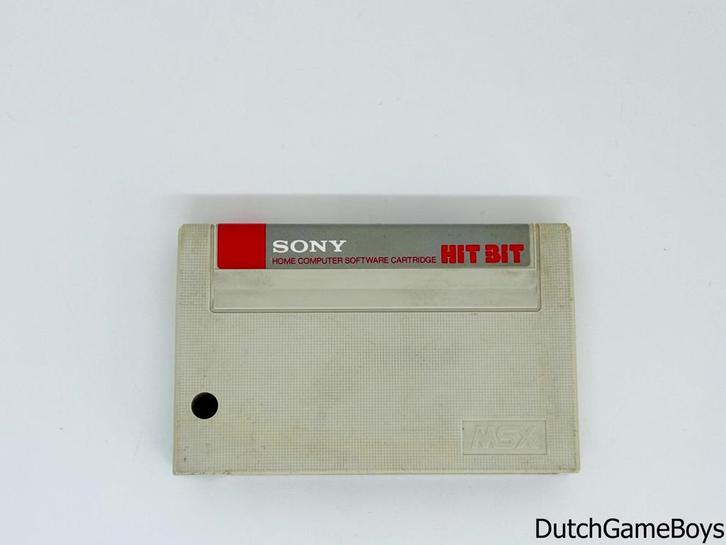 SONY
HOME COMPUTER SOFTWARE CARTRIDGE HIT BIT
MSX
DutchGameBoys